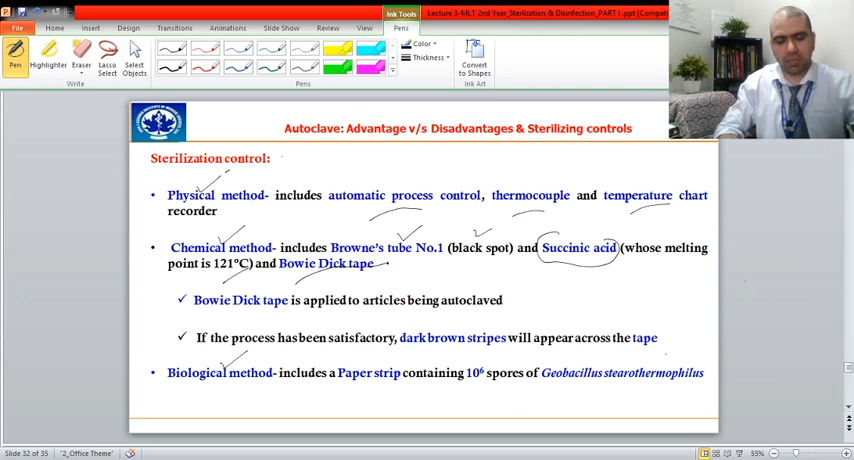 Ink Tools
Lecture 3-MLT 2nd Year_Sterlization & Disinfection_PART I.ppt [Compati
File Home Insert Design Transitions Animations Slide Show Review View Pens
Pen Highlighter Eraser Lasso Select Select Objects
Color
Thickness
Convert to Shapes
Write Pens Ink Art
Autoclave: Advantage v/s Disadvantages & Sterilizing controls
Sterilization control:
• Physical method- includes automatic process control, thermocouple and temperature chart
recorder
• Chemical method- includes Browne's tube No.1 (black spot) and Succinic acid (whose melting
point is 121°C) and Bowie Dick tape
✓ Bowie Dick tape is applied to articles being autoclaved
✓ If the process has been satisfactory, dark brown stripes will appear across the tape
• Biological method- includes a Paper strip containing 10⁶ spores of Geobacillus stearothermophilus
Slide 32 of 35 "2_Office Theme" 55%